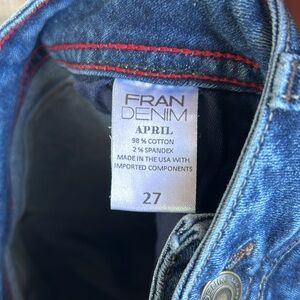 FRAN
DENIM
APRIL
98 % COTTON
2 % SPANDEX
MADE IN THE USA WITH
IMPORTED COMPONENTS
27